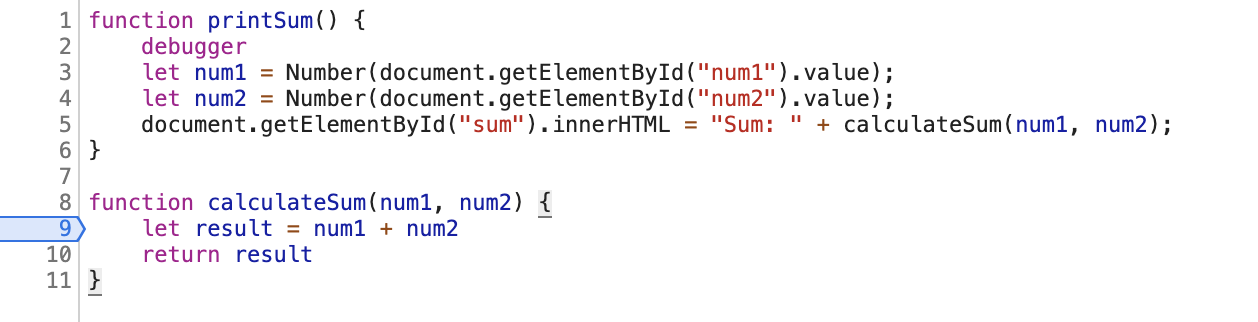 1 function printSum() {
2     debugger
3     let num1 = Number(document.getElementById("num1").value);
4     let num2 = Number(document.getElementById("num2").value);
5     document.getElementById("sum").innerHTML = "Sum: " + calculateSum(num1, num2);
6 }
7
8 function calculateSum(num1, num2) {
9     let result = num1 + num2
10     return result
11 }